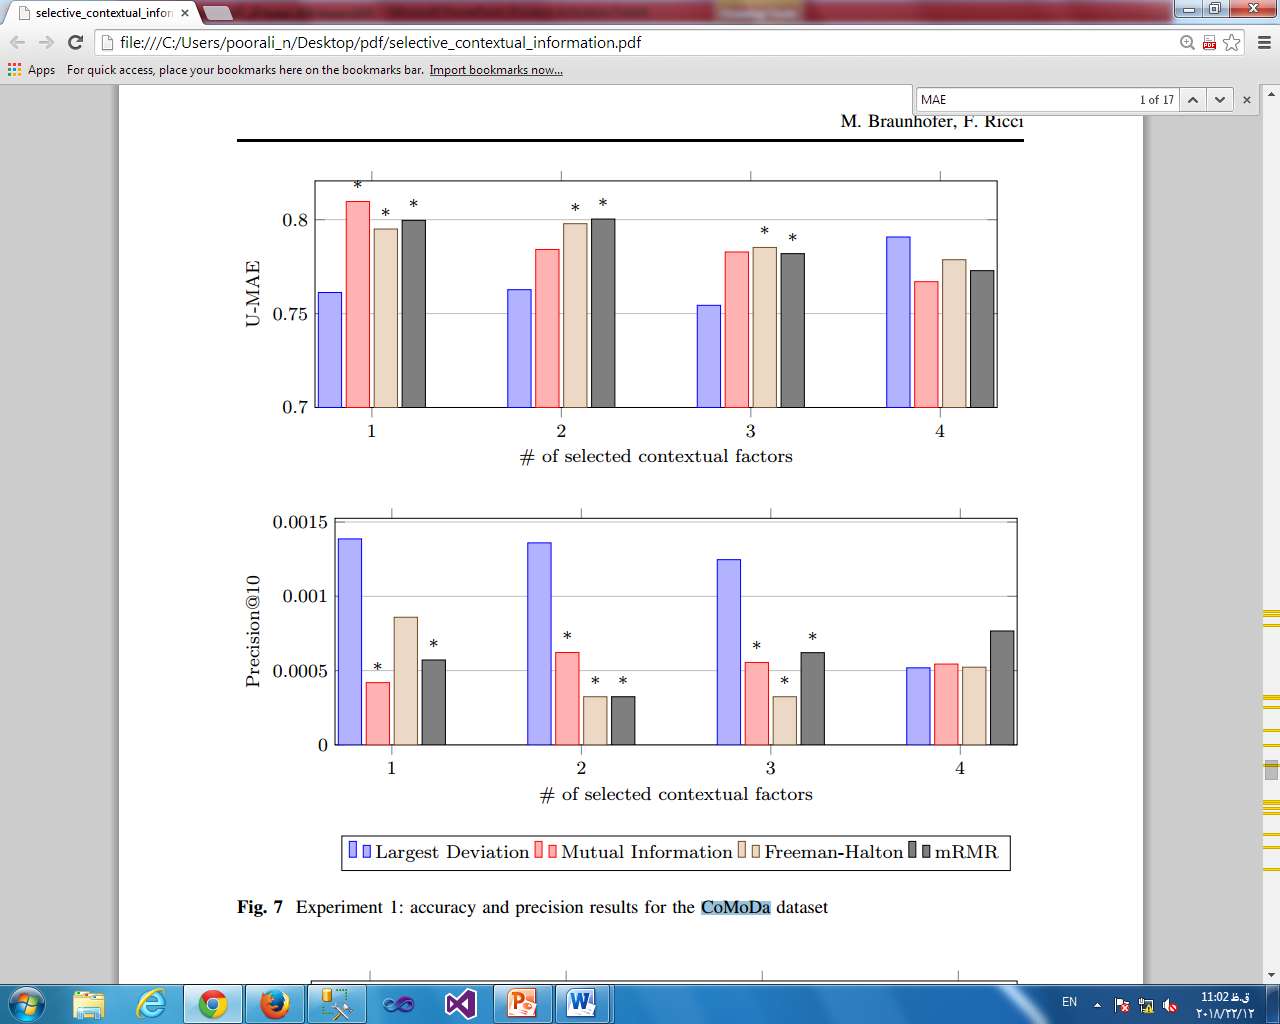 selective_contextual_infor
file:///C:/Users/poorali_n/Desktop/pdf/selective_contextual_information.pdf
Apps For quick access, place your bookmarks here on the bookmarks bar. Import bookmarks now...
MAE 1 of 17
M. Braunhofer, F. Ricci
U-MAE
0.8
0.75
0.7
* * * * * * *
1 2 3 4
# of selected contextual factors
Precision@10
0.0015
0.001
0.0005
0
* * * * * * * *
1 2 3 4
# of selected contextual factors
Largest Deviation Mutual Information Freeman-Halton mRMR
Fig. 7 Experiment 1: accuracy and precision results for the CoMoDa dataset
EN
11:02 ق.ظ
۲۰۱۸/۲۲/۱۲